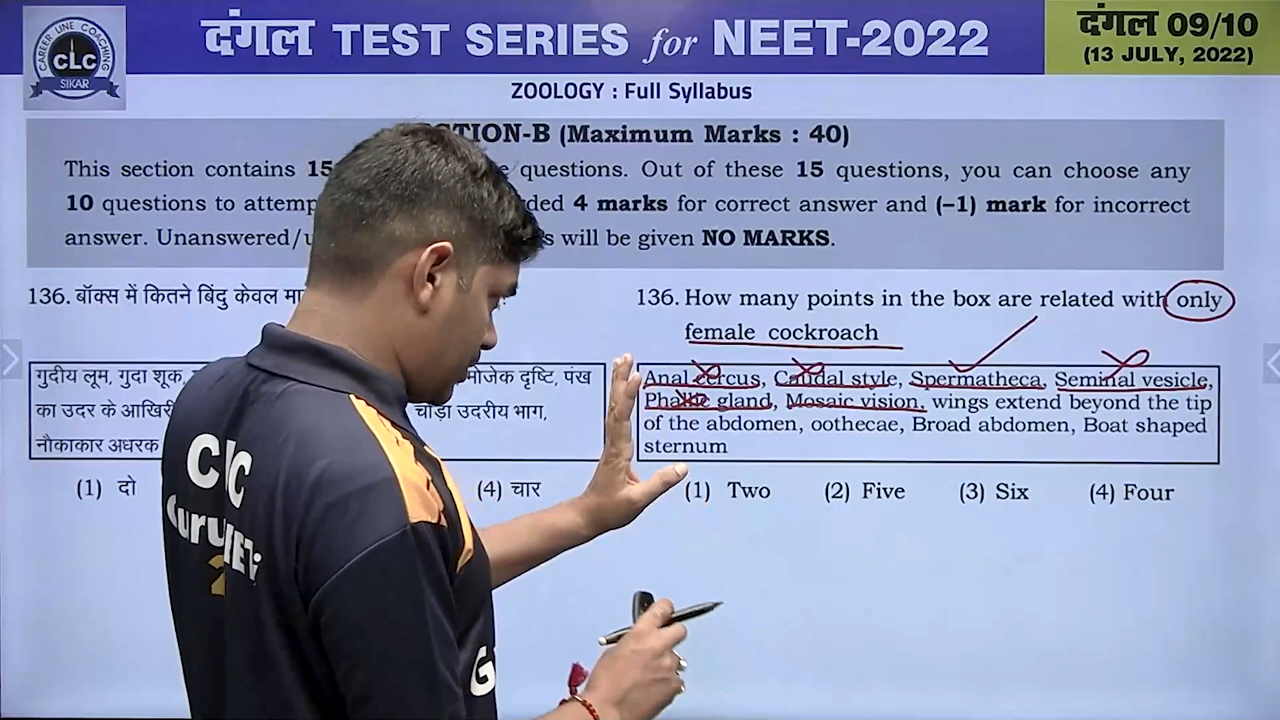 CAREER LINE COACHING
CLC
SIKAR
दंगल TEST SERIES for NEET-2022
दंगल 09/10
(13 JULY, 2022)
ZOOLOGY : Full Syllabus
(Maximum Marks : 40)
This section contains 15 questions. Out of these 15 questions, you can choose any
10 questions to 4 marks for correct answer and (–1) mark for incorrect
answer. will be given NO MARKS.
136. बॉक्स में कितने बिंदु केवल
गुदीय लूम, गुदा शूक, मोजेक दृष्टि, पंख
का उदर के चौड़ा उदरीय भाग,
नौकाकार अधरक
(1) दो
(4) चार
136. How many points in the box are related with only
female cockroach
Anal cercus, Caudal style, Spermatheca, Seminal vesicle,
Phallic gland, Mosaic vision, wings extend beyond the tip
of the abdomen, oothecae, Broad abdomen, Boat shaped
sternum
(1) Two (2) Five (3) Six (4) Four
CLC
G